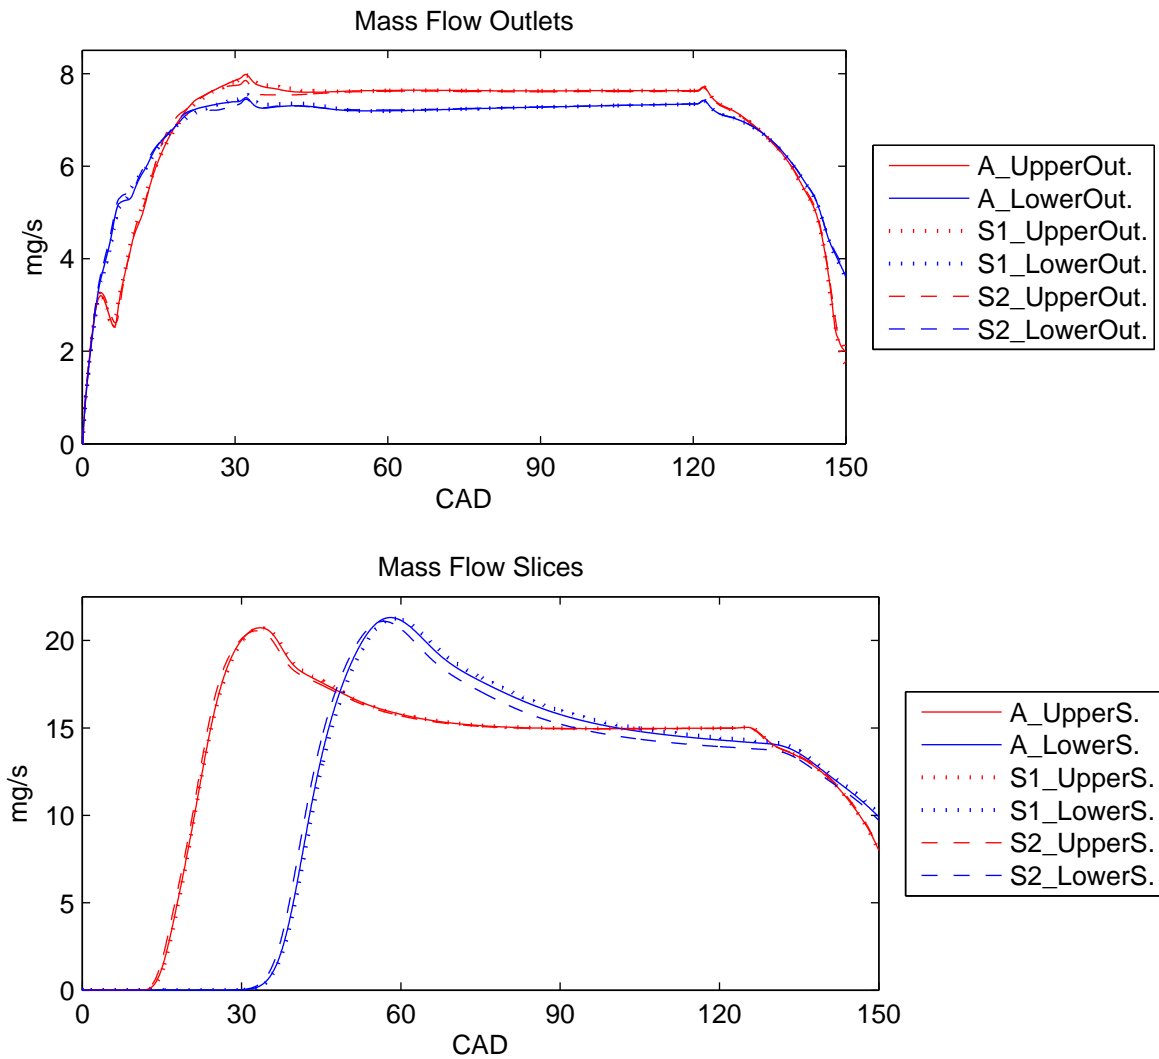 Mass Flow Outlets
8
6
4
2
0
mg/s
0 30 60 90 120 150
CAD
A_UpperOut.
A_LowerOut.
S1_UpperOut.
S1_LowerOut.
S2_UpperOut.
S2_LowerOut.
Mass Flow Slices
20
15
10
5
0
mg/s
0 30 60 90 120 150
CAD
A_UpperS.
A_LowerS.
S1_UpperS.
S1_LowerS.
S2_UpperS.
S2_LowerS.